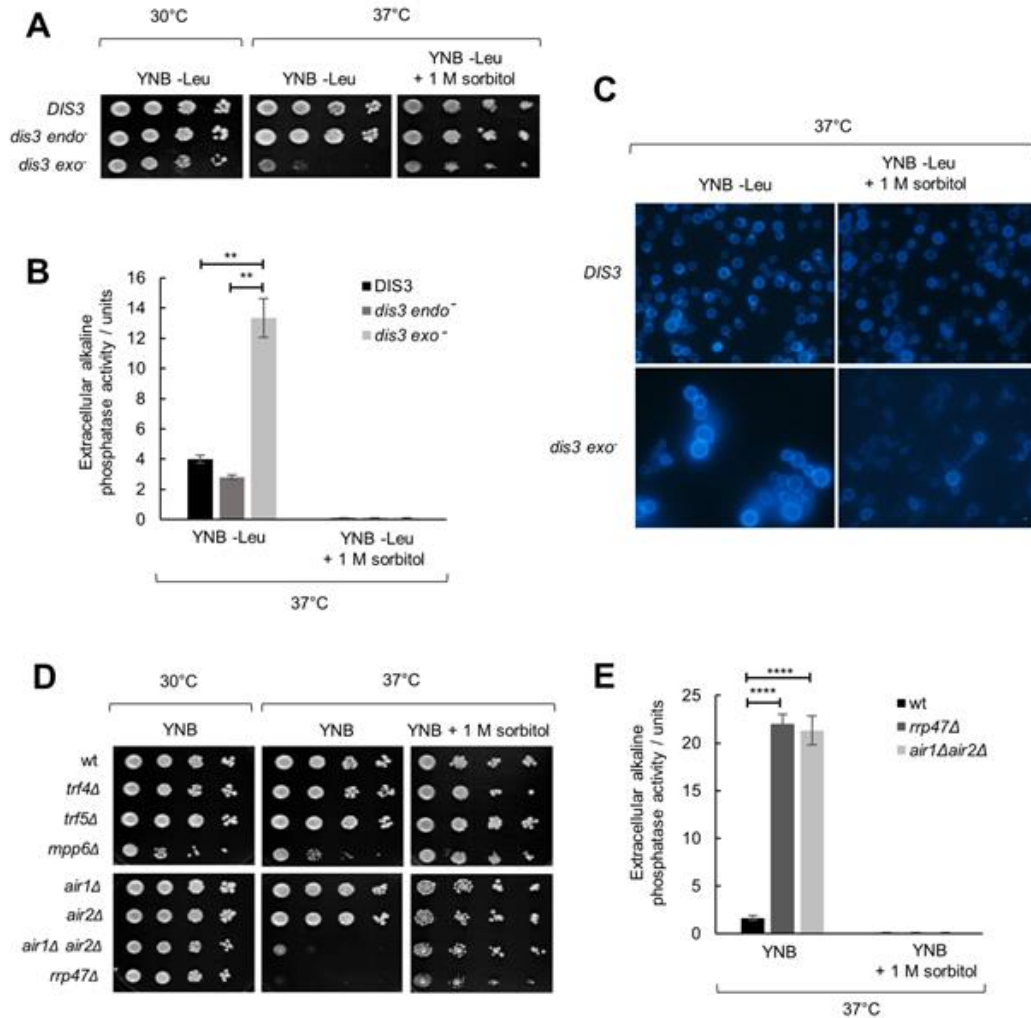 A
30°C
37°C
YNB -Leu
YNB -Leu
YNB -Leu
+ 1 M sorbitol
DIS3
dis3 endo-
dis3 exo-
B
Extracellular alkaline
phosphatase activity / units
16
14
12
10
8
6
4
2
0
**
**
DIS3
dis3 endo-
dis3 exo-
YNB -Leu
YNB -Leu
+ 1 M sorbitol
37°C
C
37°C
YNB -Leu
YNB -Leu
+ 1 M sorbitol
DIS3
dis3 exo-
D
30°C
37°C
YNB
YNB
YNB + 1 M sorbitol
wt
trf4Δ
trf5Δ
mpp6Δ
air1Δ
air2Δ
air1Δ air2Δ
rrp47Δ
E
Extracellular alkaline
phosphatase activity / units
25
20
15
10
5
0
****
****
wt
rrp47Δ
air1Δair2Δ
YNB
YNB
+ 1 M sorbitol
37°C